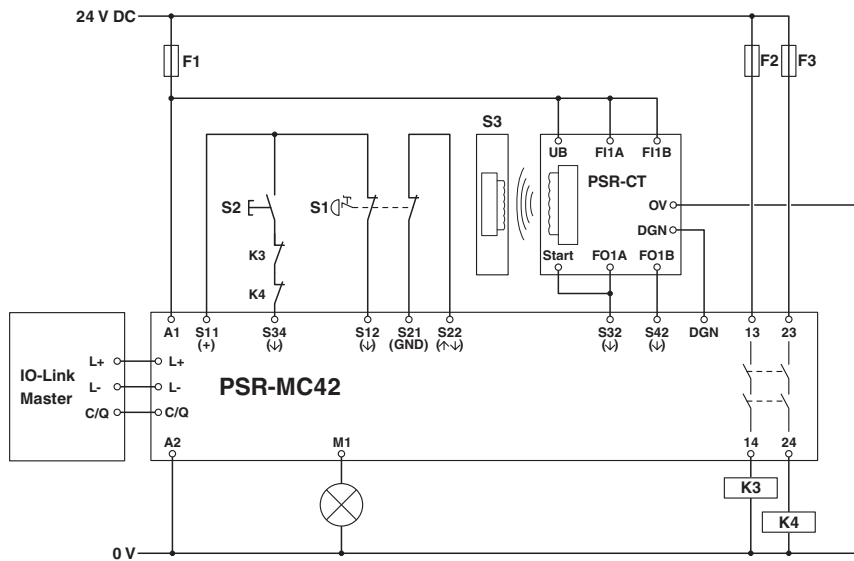 24 V DC
F1
F2
F3
S3
UB
FI1A
FI1B
PSR-CT
S2
S1
OV
DGN
K3
Start
FO1A
FO1B
K4
A1
S11
(+)
S34
(↓)
S12
(↓)
S21
(GND)
S22
(↑↓)
S32
(↓)
S42
(↓)
DGN
13
23
IO-Link
Master
L+
L+
L-
L-
C/Q
C/Q
PSR-MC42
A2
M1
14
24
K3
K4
0 V